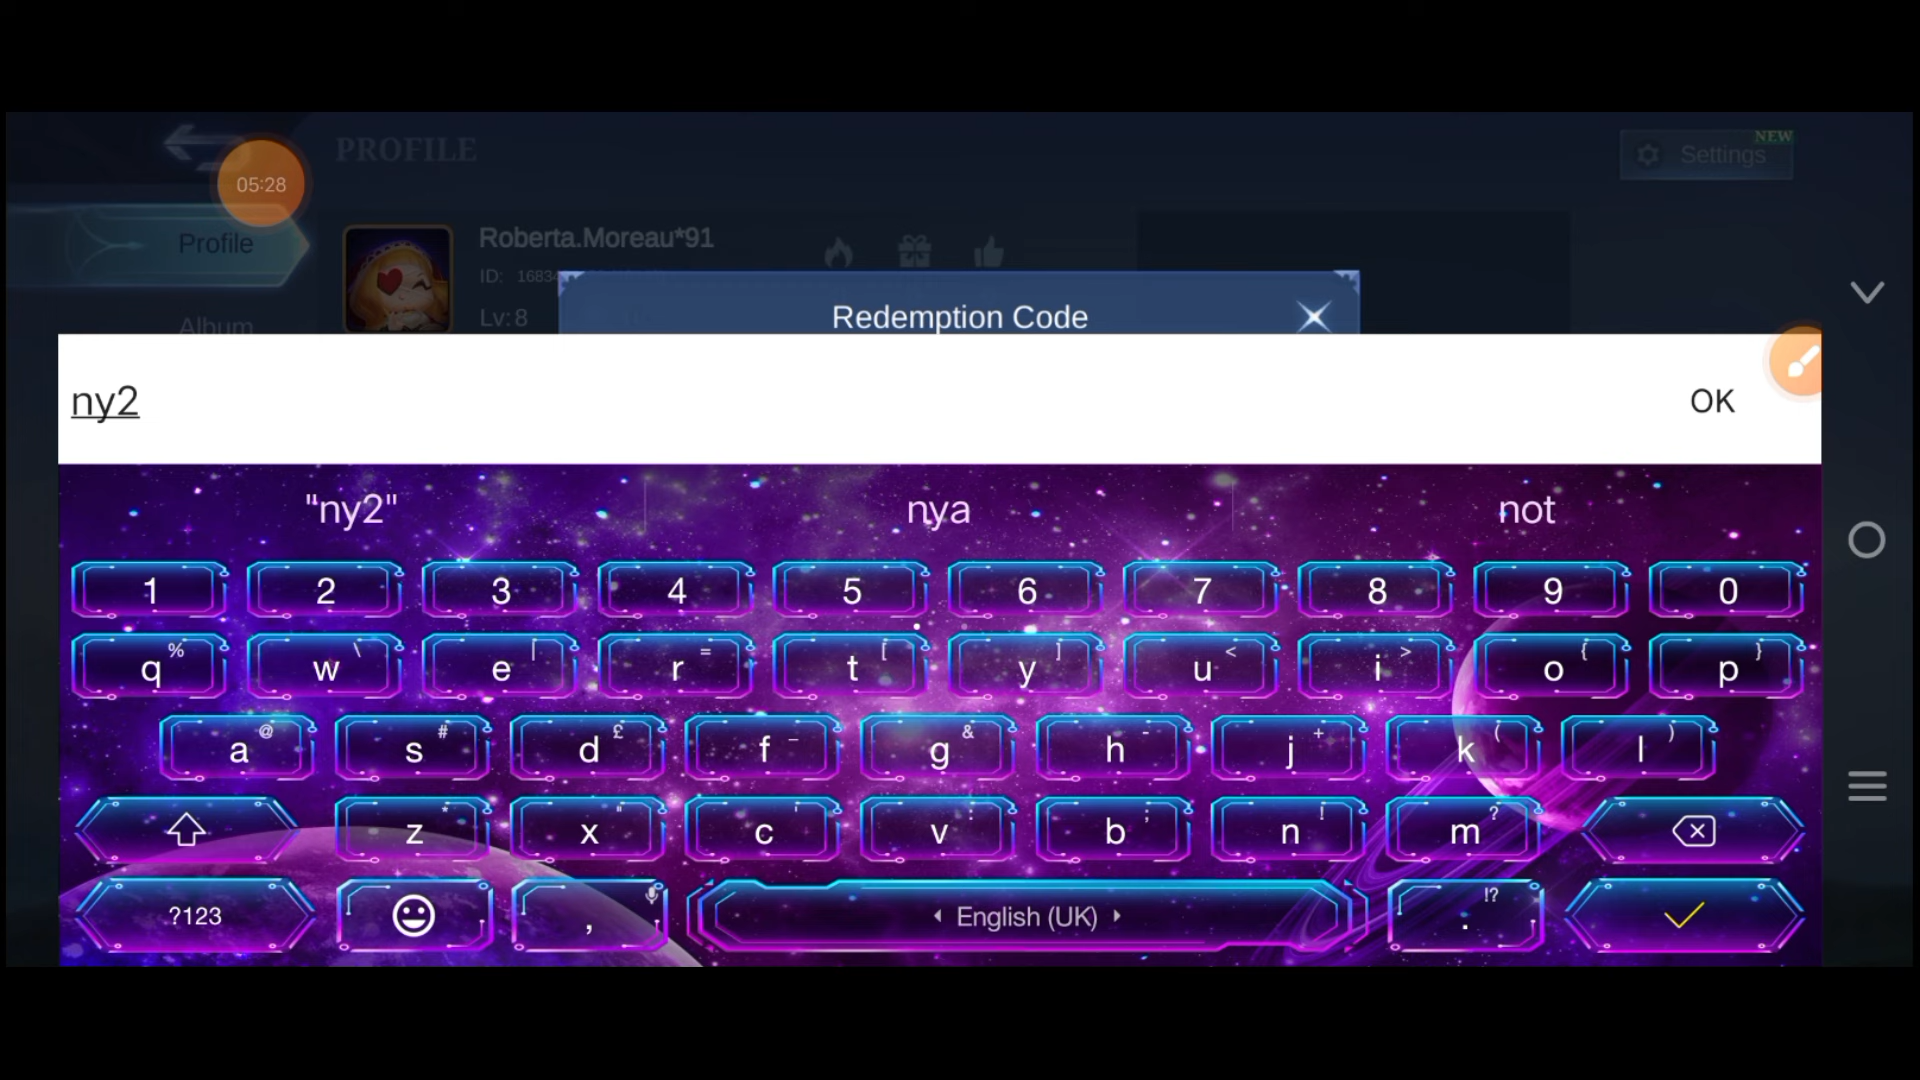 PROFILE
NEW
Settings
05:28
Profile
Roberta.Moreau*91
ID: 1683
Lv:8
Album
Redemption Code
ny2
OK
"ny2" nya not
1 2 3 4 5 6 7 8 9 0
% \ | = [ ] < > { }
q w e r t y u i o p
@ # £ _ & - + ( )
a s d f g h j k l
* " ' : ; ! ?
z x c v b n m
?123 , English (UK) . !?